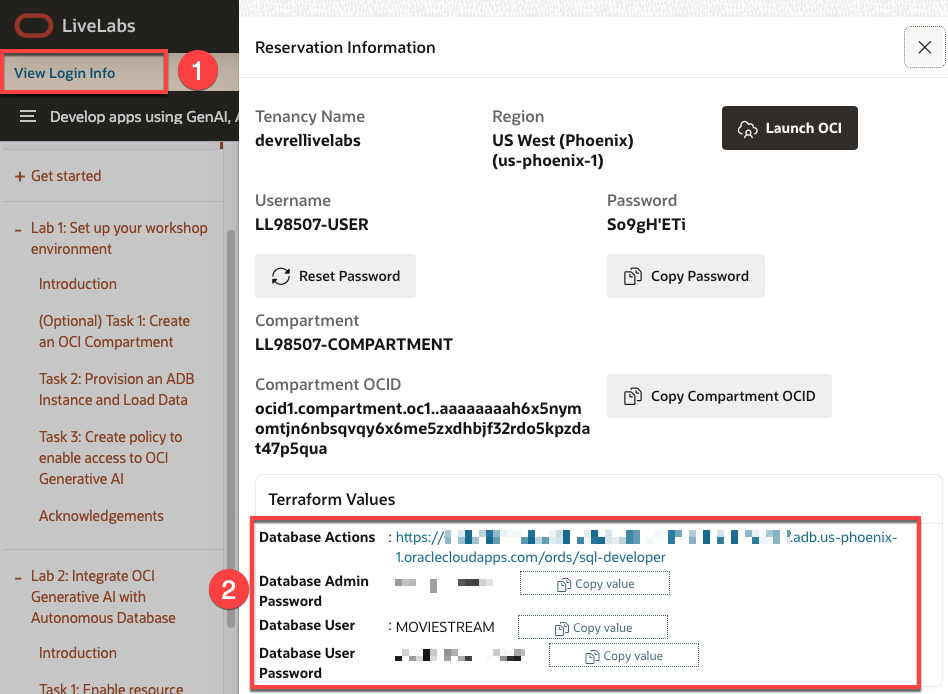 LiveLabs
View Login Info
1
Develop apps using GenAI, A
+ Get started
- Lab 1: Set up your workshop
environment
Introduction
(Optional) Task 1: Create
an OCI Compartment
Task 2: Provision an ADB
Instance and Load Data
Task 3: Create policy to
enable access to OCI
Generative AI
Acknowledgements
- Lab 2: Integrate OCI
Generative AI with
Autonomous Database
Introduction
Task 1: Enable resource
Reservation Information
Tenancy Name
devrellivelabs
Region
US West (Phoenix)
(us-phoenix-1)
Launch OCI
Username
LL98507-USER
Password
So9gH'ETi
Reset Password
Copy Password
Compartment
LL98507-COMPARTMENT
Compartment OCID
ocid1.compartment.oc1..aaaaaaaah6x5nym
omtjn6nbsqvqy6x6me5zxdhbjf32rdo5kpzda
t47p5qua
Copy Compartment OCID
Terraform Values
2
Database Actions : https:// .adb.us-phoenix-
1.oraclecloudapps.com/ords/sql-developer
Database Admin
Password
Copy value
Database User : MOVIESTREAM Copy value
Database User
Password
Copy value